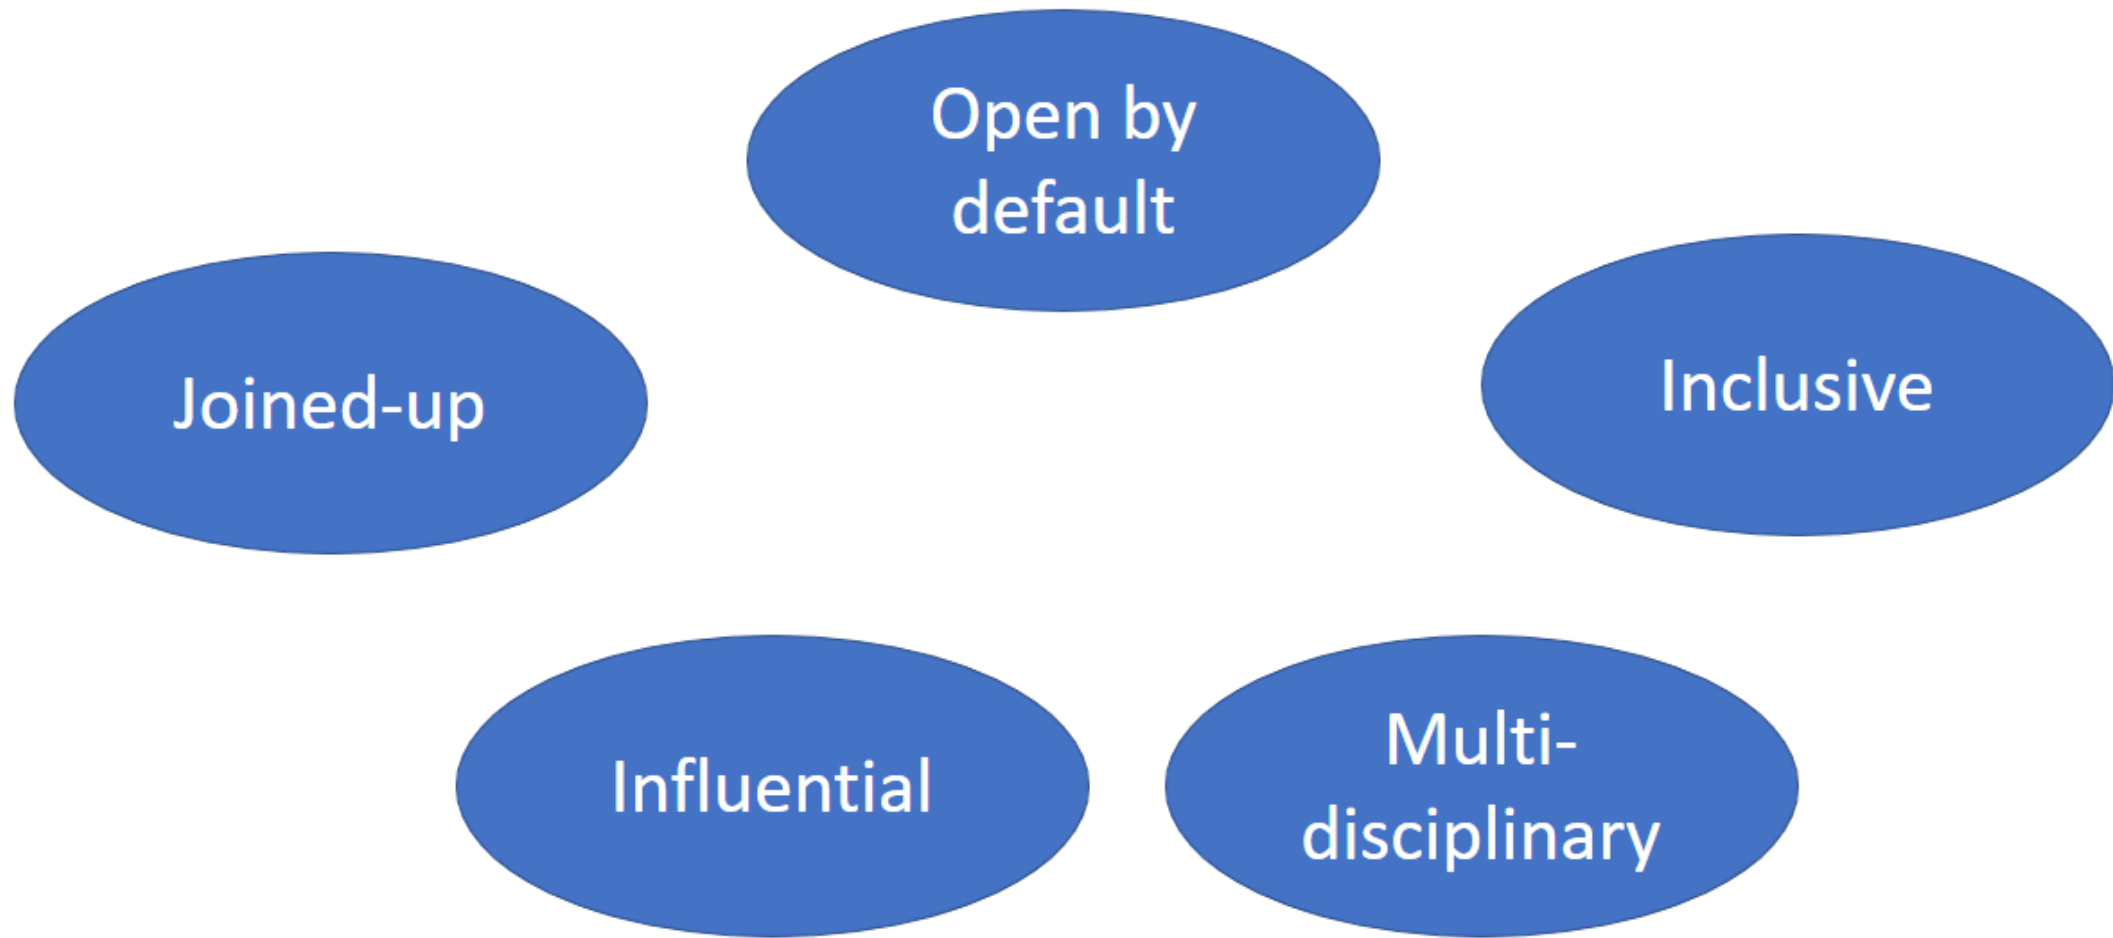 Open by
default
Joined-up
Inclusive
Influential
Multi-
disciplinary